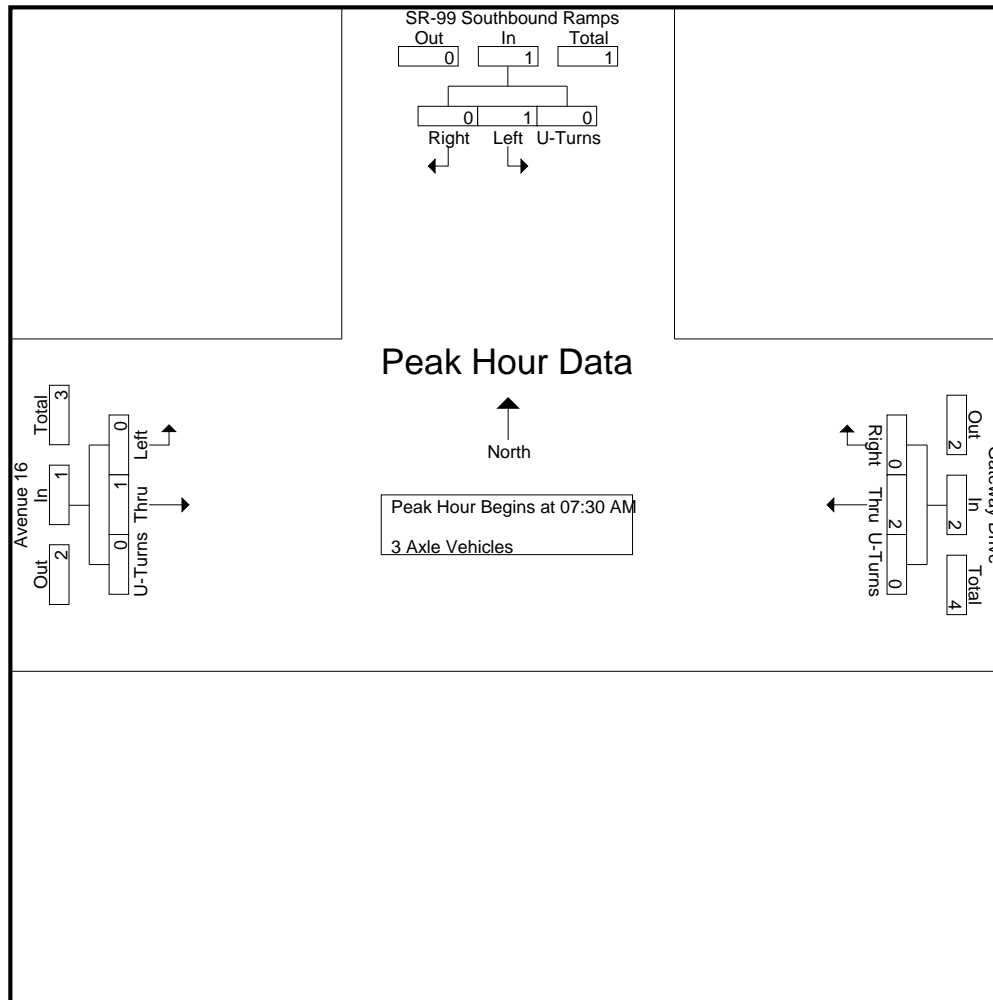 SR-99 Southbound Ramps
Out In Total
0 1 1
0 1 0
Right Left U-Turns
Peak Hour Data
North
Peak Hour Begins at 07:30 AM
3 Axle Vehicles
Avenue 16
Out In Total
2 1 3
0 1 0
U-Turns Thru Left
Drive
Out In Total
2 2 4
0 2 0
Right Thru U-Turns